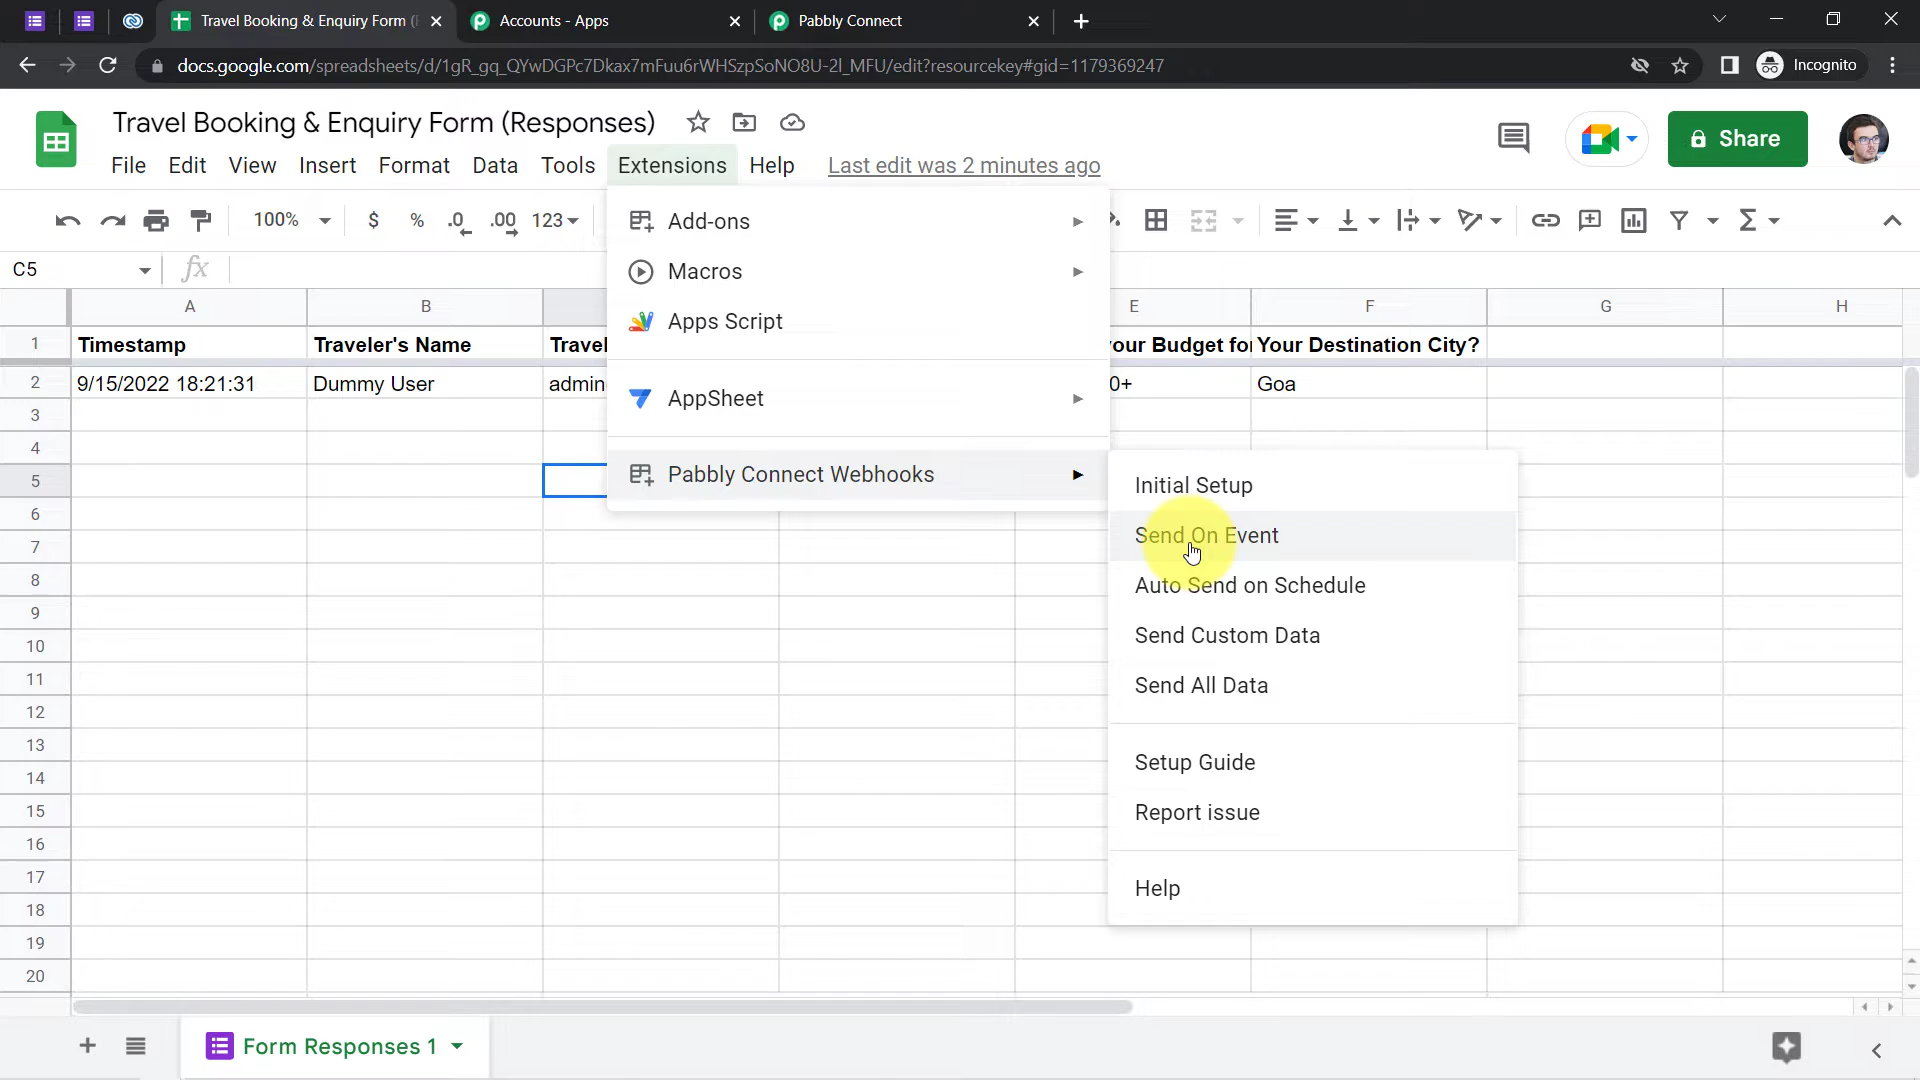 Travel Booking & Enquiry Form (
Accounts - Apps
Pabbly Connect
docs.google.com/spreadsheets/d/1gR_gq_QYwDGPc7Dkax7mFuu6rWHSzpSoNO8U-2l_MFU/edit?resourcekey#gid=1179369247
Incognito
Travel Booking & Enquiry Form (Responses)
Share
File Edit View Insert Format Data Tools Extensions Help Last edit was 2 minutes ago
100% $ % .0 .00 123
C5 fx
A B E F G H
1 Timestamp Traveler's Name Travel our Budget for Your Destination City?
2 9/15/2022 18:21:31 Dummy User admin 0+ Goa
3
4
5
6
7
8
9
10
11
12
13
14
15
16
17
18
19
20
Add-ons
Macros
Apps Script
AppSheet
Pabbly Connect Webhooks
Initial Setup
Send On Event
Auto Send on Schedule
Send Custom Data
Send All Data
Setup Guide
Report issue
Help
Form Responses 1